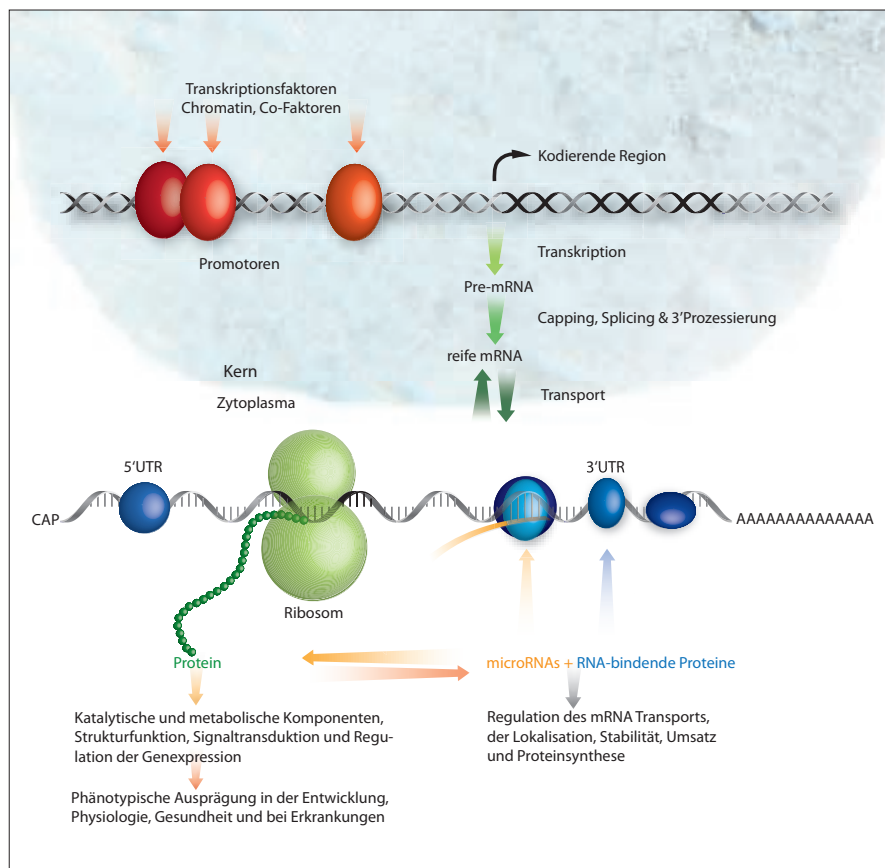 Transkriptionsfaktoren
Chromatin, Co-Faktoren
Kodierende Region
Promotoren
Transkription
Pre-mRNA
Capping, Splicing & 3'Prozessierung
reife mRNA
Kern
Transport
Zytoplasma
5'UTR
3'UTR
CAP
AAAAAAAAAAAAAA
Ribosom
Protein
microRNAs + RNA-bindende Proteine
Katalytische und metabolische Komponenten,
Strukturfunktion, Signaltransduktion und Regu-
lation der Genexpression
Regulation des mRNA Transports,
der Lokalisation, Stabilität, Umsatz
und Proteinsynthese
Phänotypische Ausprägung in der Entwicklung,
Physiologie, Gesundheit und bei Erkrankungen